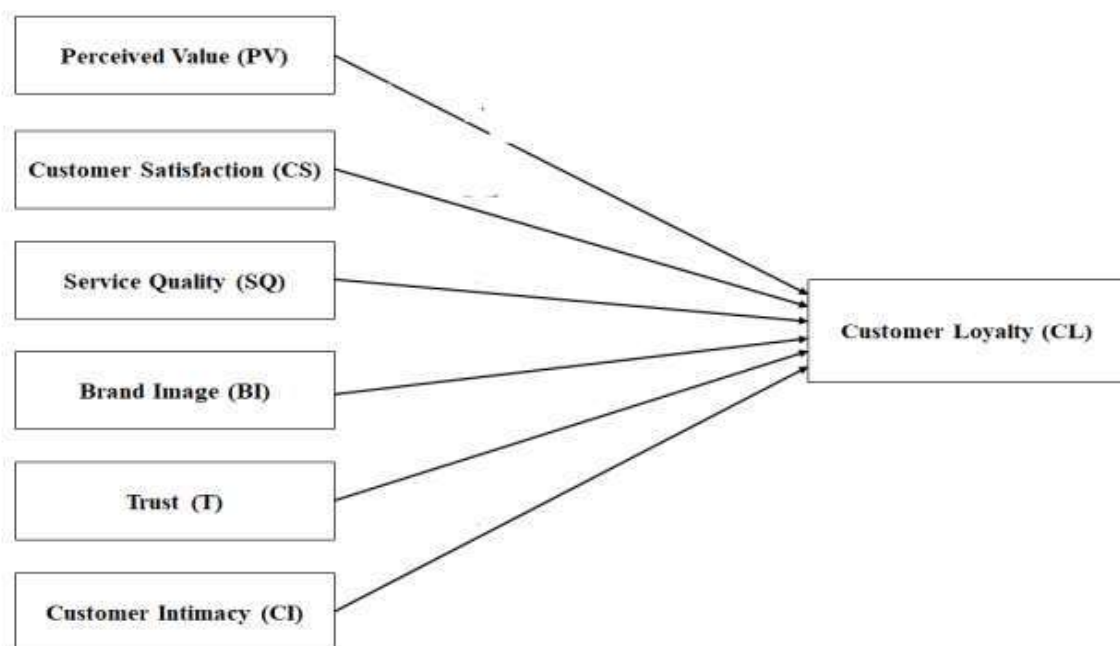 Perceived Value (PV)
Customer Satisfaction (CS)
Service Quality (SQ)
Customer Loyalty (CL)
Brand Image (BI)
Trust (T)
Customer Intimacy (CI)